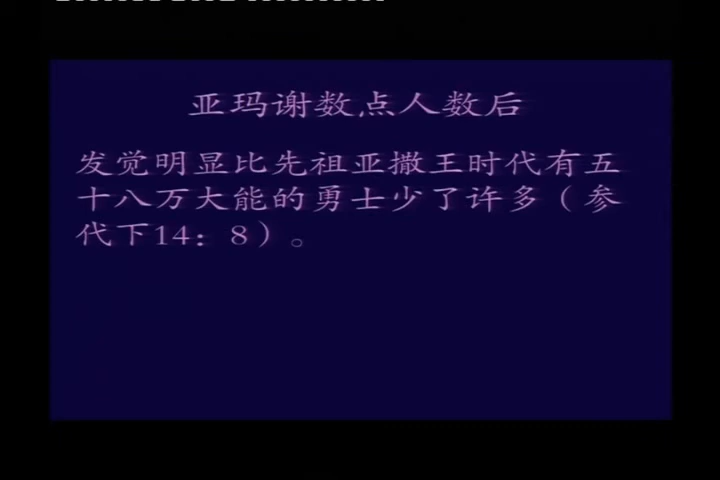 亚玛谢数点人数后
发觉明显比先祖亚撒王时代有五
十八万大能的勇士少了许多（参
代下14：8）。